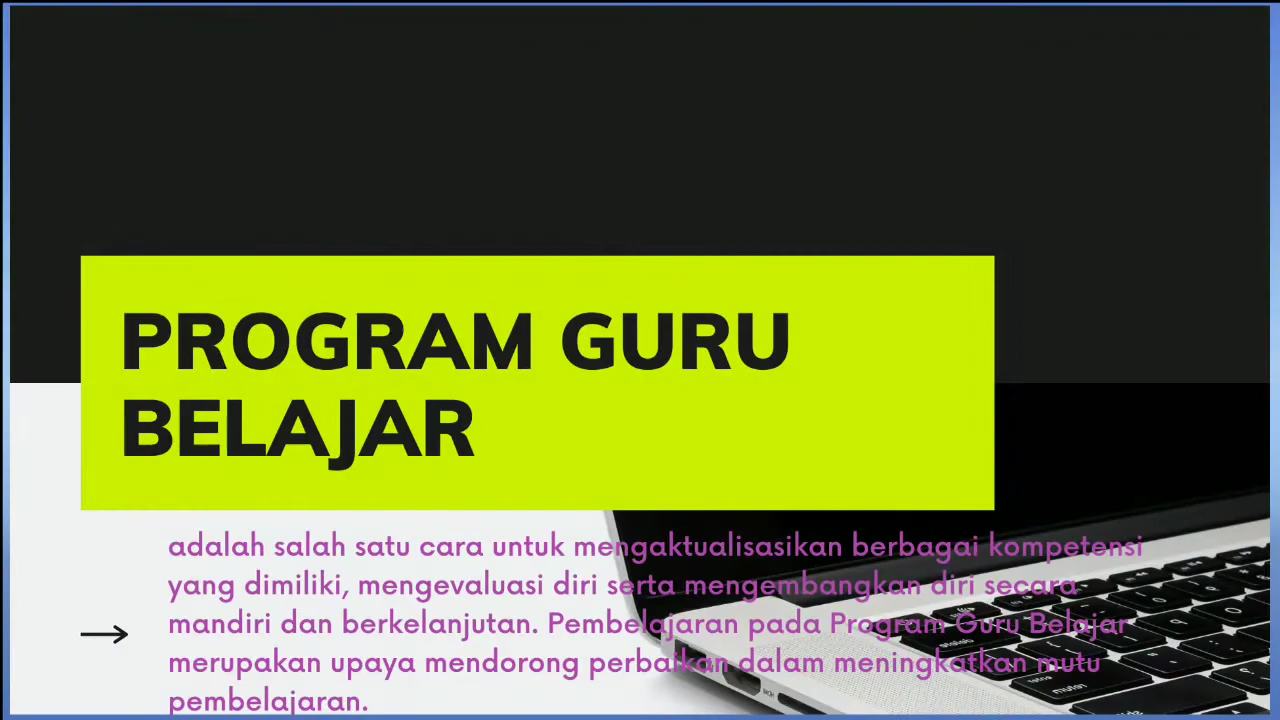 PROGRAM GURU
BELAJAR
adalah salah satu cara untuk mengaktualisasikan berbagai kompetensi
yang dimiliki, mengevaluasi diri serta mengembangkan diri secara
mandiri dan berkelanjutan. Pembelajaran pada Program Guru Belajar
merupakan upaya mendorong perbaikan dalam meningkatkan mutu
pembelajaran.